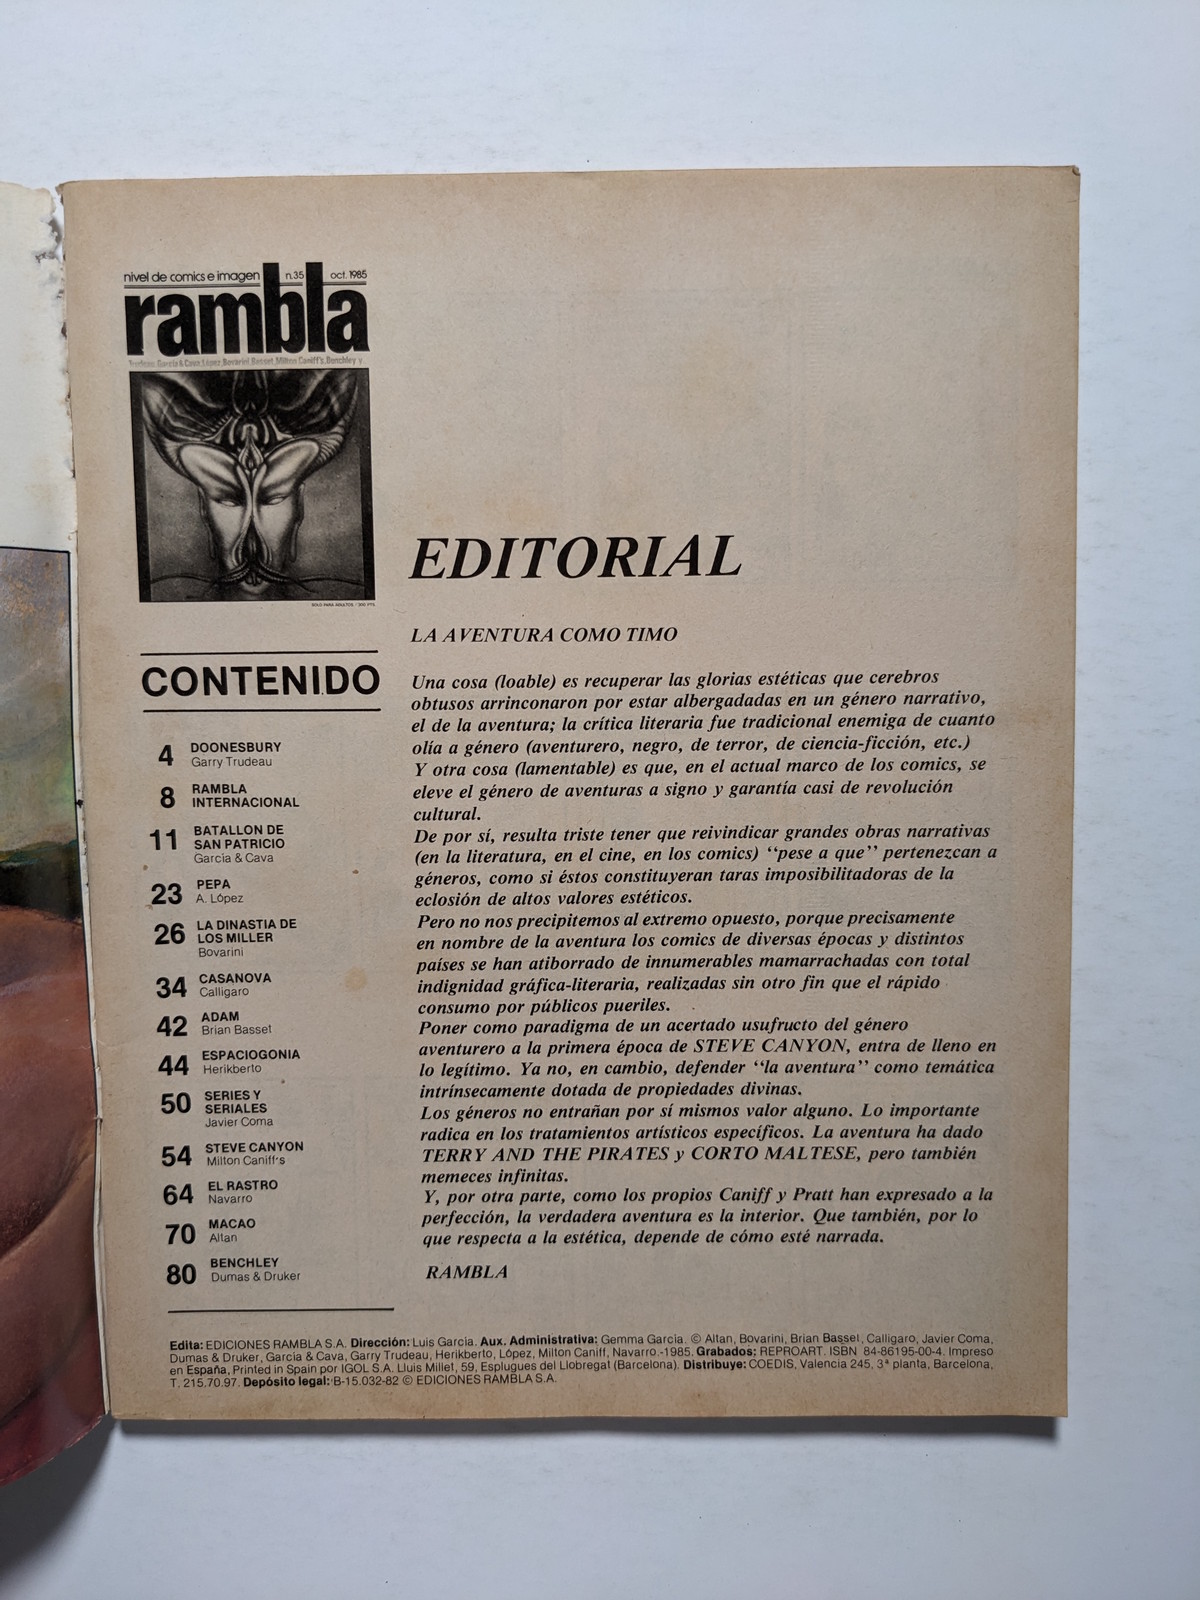 nivel de comics e imagen n.35 oct. 1985
rambla
Trudeau, García & Cava, López, Bovarini, Basset, Milton Caniff's, Benchley y
SOLO PARA ADULTOS / 300 PTS.
CONTENIDO
4 DOONESBURY
Garry Trudeau
8 RAMBLA
INTERNACIONAL
11 BATALLON DE
SAN PATRICIO
García & Cava
23 PEPA
A. López
26 LA DINASTIA DE
LOS MILLER
Bovarini
34 CASANOVA
Calligaro
42 ADAM
Brian Basset
44 ESPACIOGONIA
Herikberto
50 SERIES Y
SERIALES
Javier Coma
54 STEVE CANYON
Milton Caniff's
64 EL RASTRO
Navarro
70 MACAO
Altan
80 BENCHLEY
Dumas & Druker
EDITORIAL
LA AVENTURA COMO TIMO
Una cosa (loable) es recuperar las glorias estéticas que cerebros
obtusos arrinconaron por estar albergadadas en un género narrativo,
el de la aventura; la crítica literaria fue tradicional enemiga de cuanto
olía a género (aventurero, negro, de terror, de ciencia-ficción, etc.)
Y otra cosa (lamentable) es que, en el actual marco de los comics, se
eleve el género de aventuras a signo y garantía casi de revolución
cultural.
De por sí, resulta triste tener que reivindicar grandes obras narrativas
(en la literatura, en el cine, en los comics) “pese a que” pertenezcan a
géneros, como si éstos constituyeran taras imposibilitadoras de la
eclosión de altos valores estéticos.
Pero no nos precipitemos al extremo opuesto, porque precisamente
en nombre de la aventura los comics de diversas épocas y distintos
países se han atiborrado de innumerables mamarrachadas con total
indignidad gráfica-literaria, realizadas sin otro fin que el rápido
consumo por públicos pueriles.
Poner como paradigma de un acertado usufructo del género
aventurero a la primera época de STEVE CANYON, entra de lleno en
lo legítimo. Ya no, en cambio, defender “la aventura” como temática
intrínsecamente dotada de propiedades divinas.
Los géneros no entrañan por sí mismos valor alguno. Lo importante
radica en los tratamientos artísticos específicos. La aventura ha dado
TERRY AND THE PIRATES y CORTO MALTESE, pero también
memeces infinitas.
Y, por otra parte, como los propios Caniff y Pratt han expresado a la
perfección, la verdadera aventura es la interior. Que también, por lo
que respecta a la estética, depende de cómo esté narrada.
RAMBLA
Edita: EDICIONES RAMBLA S.A. Dirección: Luis García. Aux. Administrativa: Gemma García. © Altan, Bovarini, Brian Basset, Calligaro, Javier Coma,
Dumas & Druker, García & Cava, Garry Trudeau, Herikberto, López, Milton Caniff, Navarro.-1985. Grabados: REPROART. ISBN 84-86195-00-4. Impreso
en España, Printed in Spain por IGOL S.A. Lluis Millet, 59, Esplugues del Llobregat (Barcelona). Distribuye: COEDIS, Valencia 245, 3ª planta, Barcelona,
T. 215.70.97. Depósito legal: B-15.032-82 © EDICIONES RAMBLA S.A.